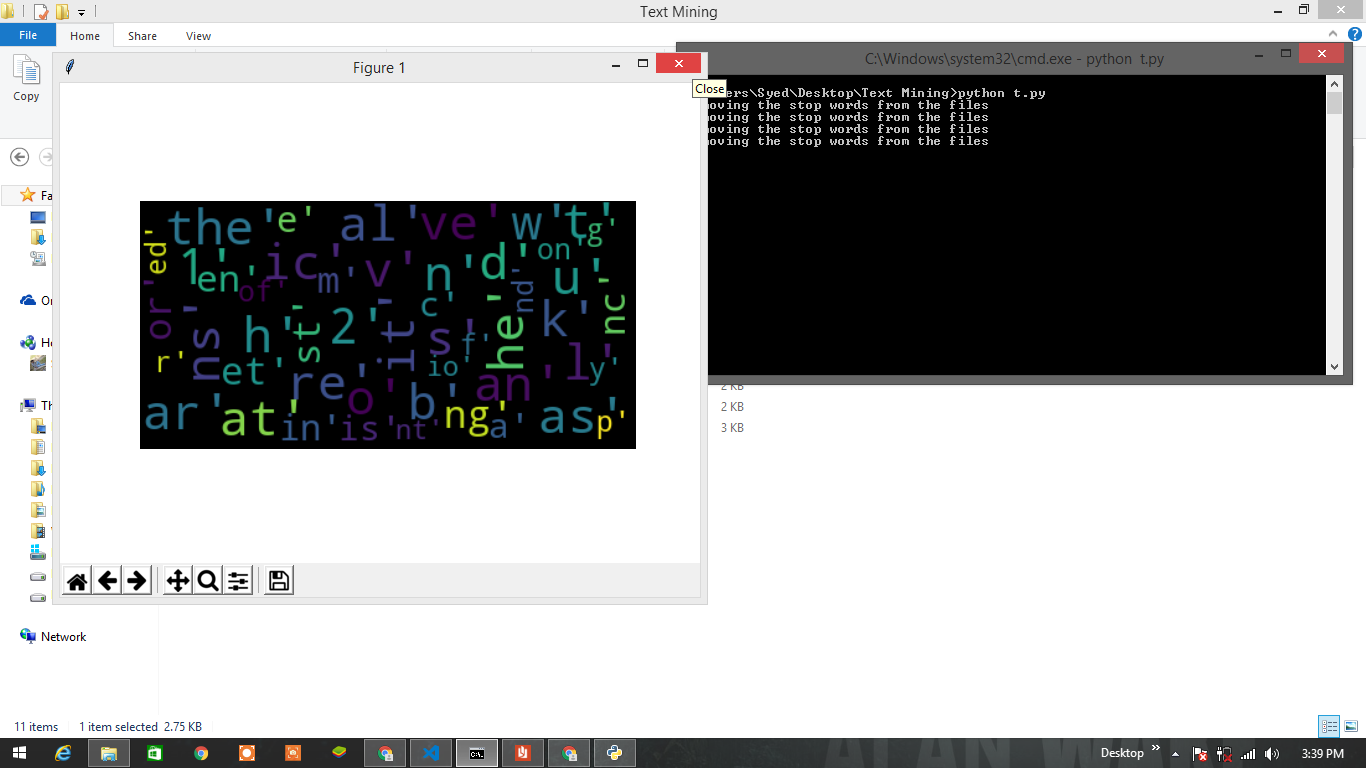 Text Mining
File
Home
Share
View
Copy
Fa
On
Ho
Th
Network
2 KB
2 KB
3 KB
11 items
1 item selected 2.75 KB
Figure 1
Close
the'
e'
al'
ve'
w'
t'
g'
ed'
1'
en'
ic'
of'
m'
v'
n'
d'
on'
nd'
u'
or'
ns'
h'
st'
2'
it'
c'
s'
f'
he'
k'
nc'
r'
et'
re'
o'
io'
an'
l'
y'
ar'
at'
in'
is'
nt'
b'
ng'
a'
as'
p'
C:\Windows\system32\cmd.exe - python t.py
ers\Syed\Desktop\Text Mining>python t.py
oving the stop words from the files
oving the stop words from the files
oving the stop words from the files
oving the stop words from the files
Desktop
3:39 PM